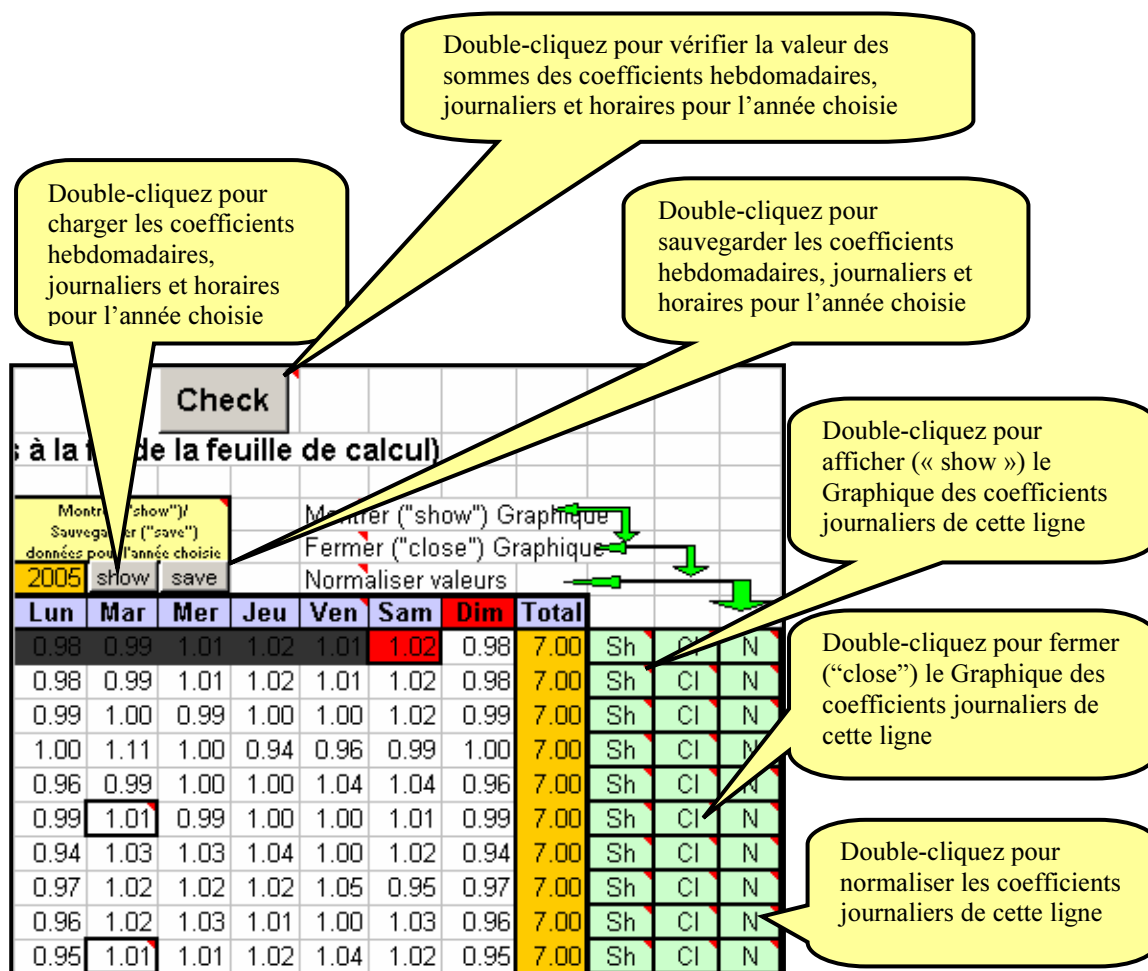 Double-cliquez pour vérifier la valeur des
sommes des coefficients hebdomadaires,
journaliers et horaires pour l'année choisie
Double-cliquez pour
charger les coefficients
hebdomadaires,
journaliers et horaires
pour l'année choisie
Double-cliquez pour
sauvegarder les coefficients
hebdomadaires, journaliers et
horaires pour l'année choisie
Check
à la de la feuille de calcul)
Montrer ("show")/
Sauvegarder ("save")
données pour l'année choisie
2005 show save
Montrer ("show") Graphique
Fermer ("close") Graphique
Normaliser valeurs
Double-cliquez pour
afficher (« show ») le
Graphique des coefficients
journaliers de cette ligne
Double-cliquez pour fermer
("close") le Graphique des
coefficients journaliers de
cette ligne
Double-cliquez pour
normaliser les coefficients
journaliers de cette ligne
Lun Mar Mer Jeu Ven Sam Dim Total
0.98 0.99 1.01 1.02 1.01 1.02 0.98 7.00 Sh Cl N
0.98 0.99 1.01 1.02 1.01 1.02 0.98 7.00 Sh Cl N
0.99 1.00 0.99 1.00 1.00 1.02 0.99 7.00 Sh Cl N
1.00 1.11 1.00 0.94 0.96 0.99 1.00 7.00 Sh Cl N
0.96 0.99 1.00 1.00 1.04 1.04 0.96 7.00 Sh Cl N
0.99 1.01 0.99 1.00 1.00 1.01 0.99 7.00 Sh Cl N
0.94 1.03 1.03 1.04 1.00 1.02 0.94 7.00 Sh Cl N
0.97 1.02 1.02 1.02 1.05 0.95 0.97 7.00 Sh Cl N
0.96 1.02 1.03 1.01 1.00 1.03 0.96 7.00 Sh Cl N
0.95 1.01 1.01 1.02 1.04 1.02 0.95 7.00 Sh Cl N